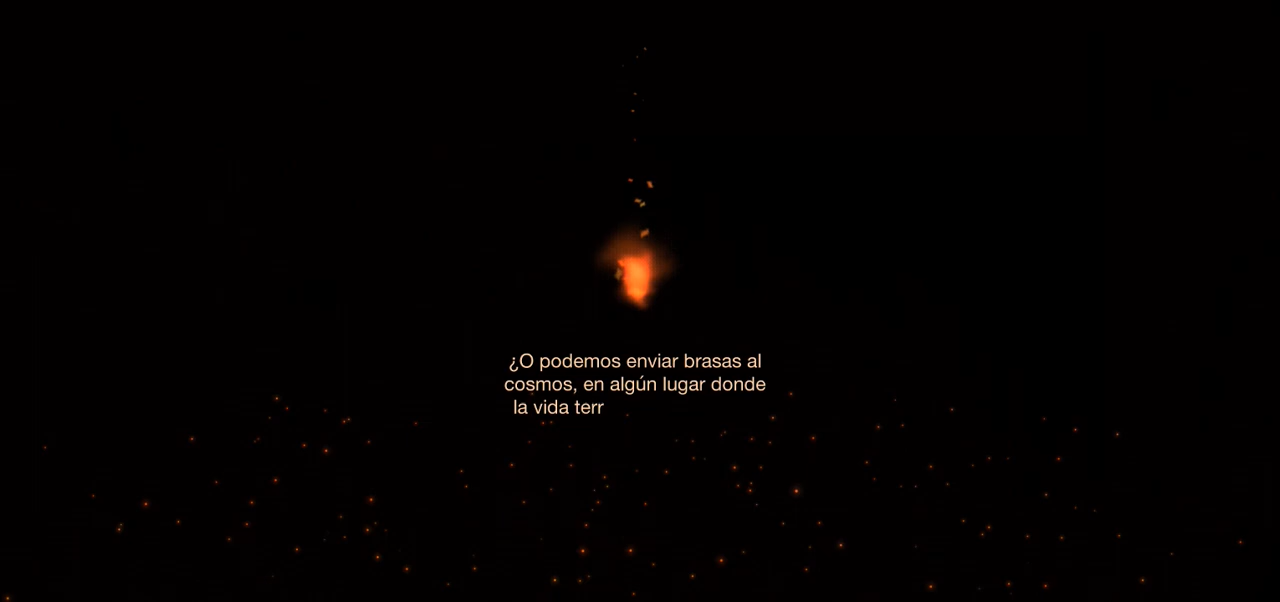 ¿O podemos enviar brasas al
cosmos, en algún lugar donde
la vida terr